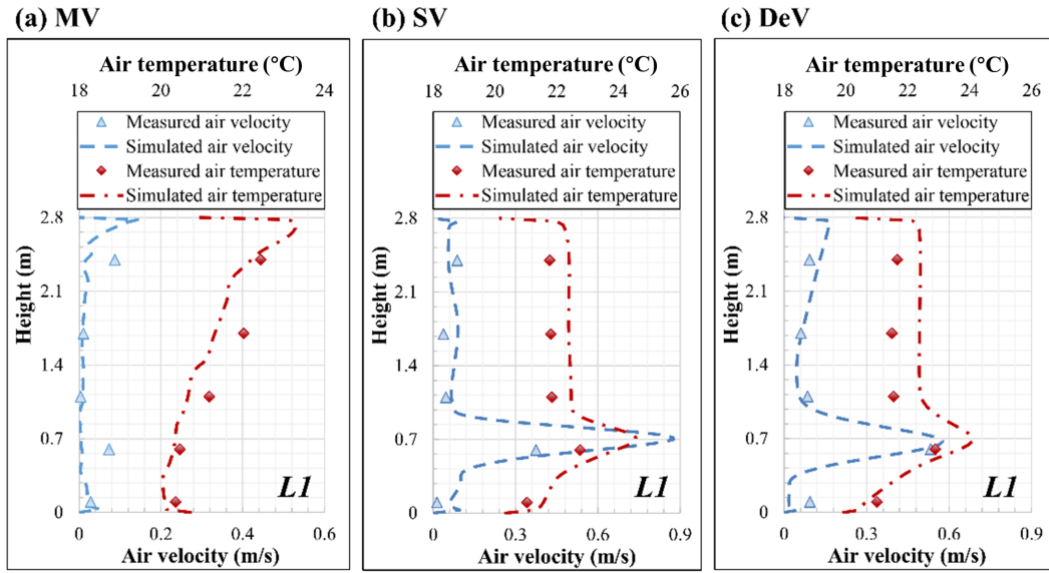 (a) MV
Air temperature (°C)
18 20 22 24
Measured air velocity
Simulated air velocity
Measured air temperature
Simulated air temperature
Height (m)
2.8
2.1
1.4
0.7
0
L1
0 0.2 0.4 0.6
Air velocity (m/s)
(b) SV
Air temperature (°C)
18 20 22 24 26
Measured air velocity
Simulated air velocity
Measured air temperature
Simulated air temperature
Height (m)
2.8
2.1
1.4
0.7
0
L1
0 0.3 0.6 0.9
Air velocity (m/s)
(c) DeV
Air temperature (°C)
18 20 22 24 26
Measured air velocity
Simulated air velocity
Measured air temperature
Simulated air temperature
Height (m)
2.8
2.1
1.4
0.7
0
L1
0 0.3 0.6 0.9
Air velocity (m/s)